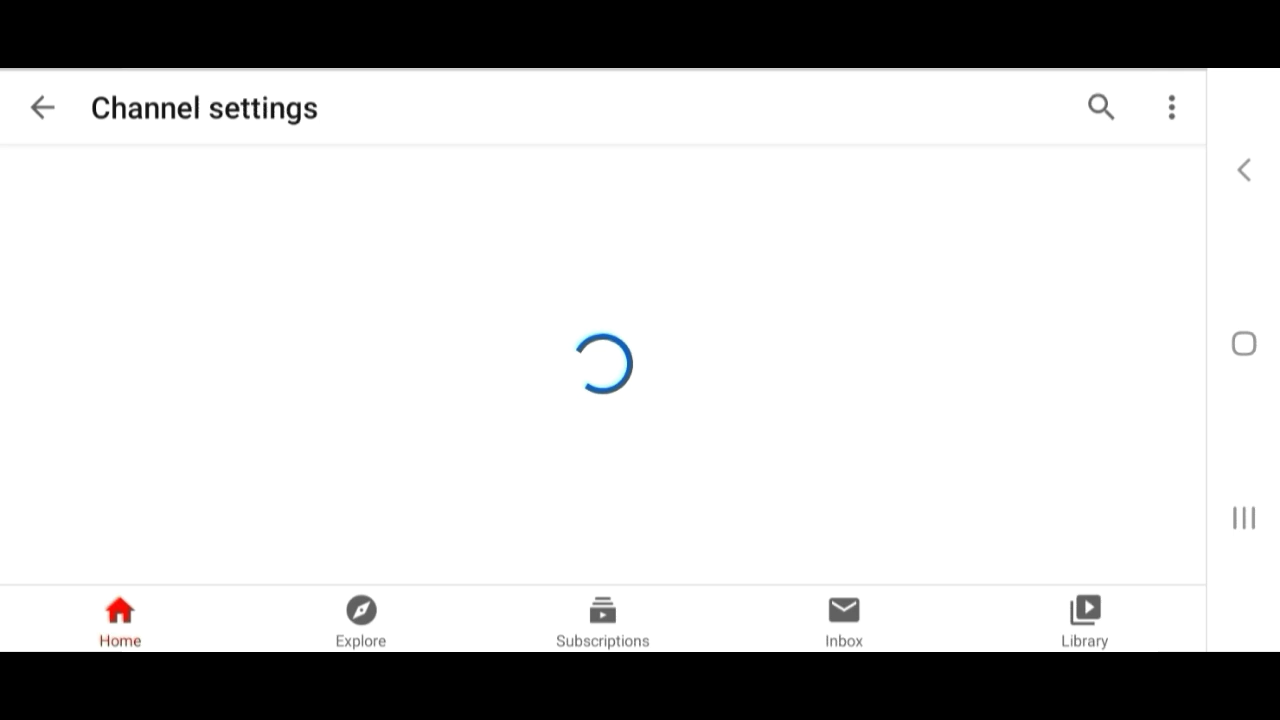 Channel settings
Home
Explore
Subscriptions
Inbox
Library